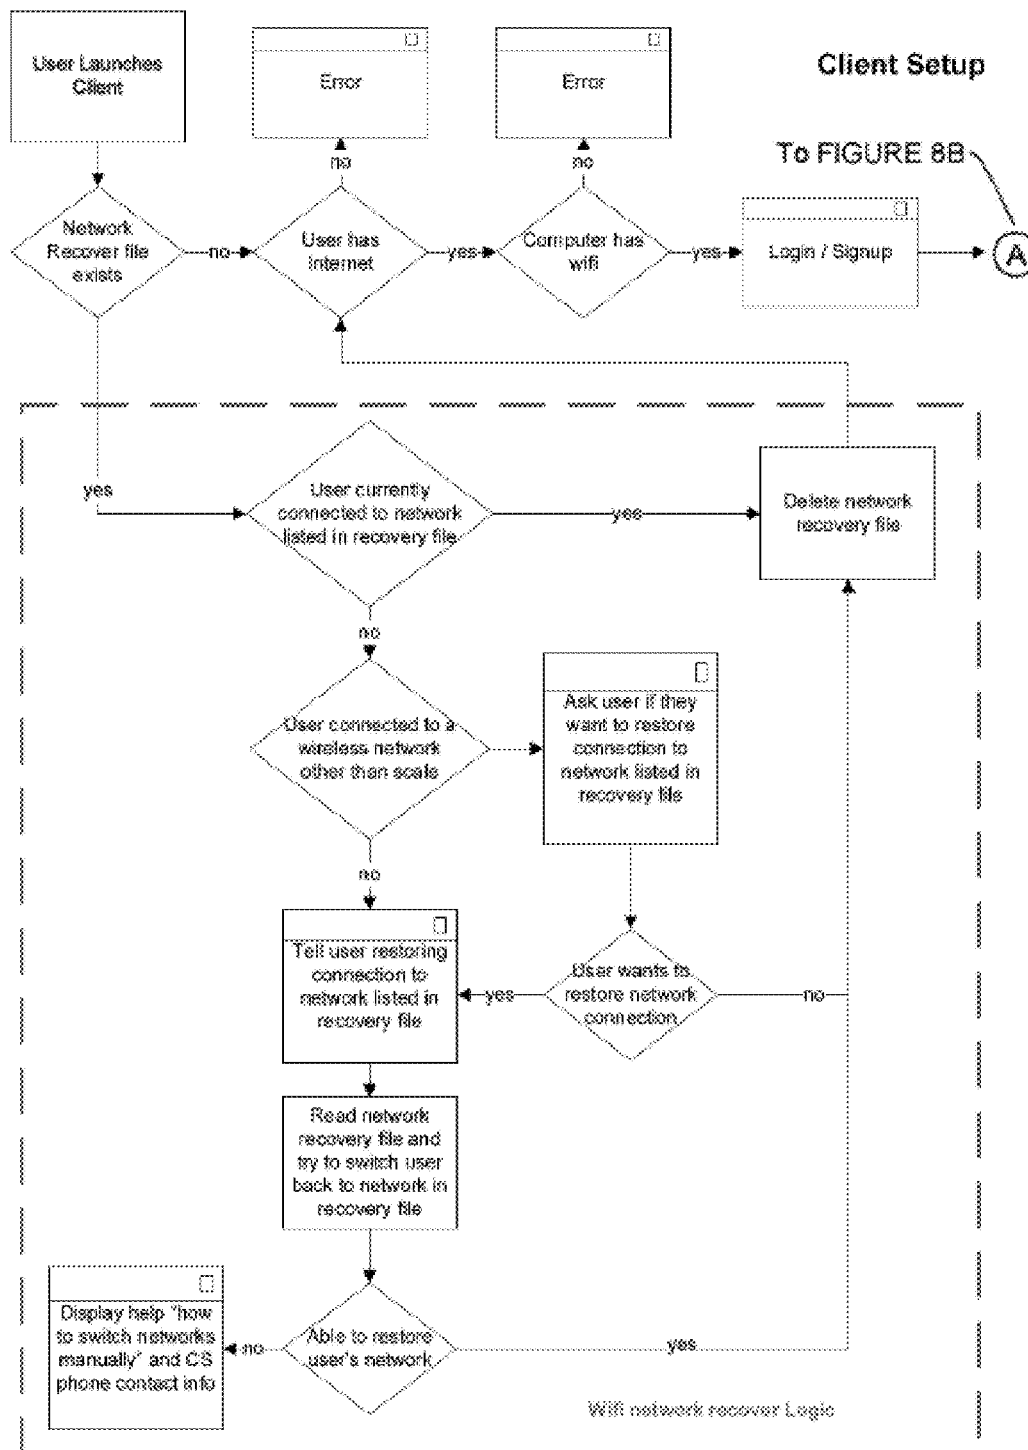 Client Setup
User Launches
Client
Error
Error
To FIGURE 8B
no
no
Network
Recover file
exists
no
User has
Internet
yes
Computer has
wifi
yes
Login / Signup
A
yes
User currently
connected to network
listed in recovery file
yes
Delete network
recovery file
no
User connected to a
wireless network
other than scale
Ask user if they
want to restore
connection to
network listed in
recovery file
no
Tell user restoring
connection to
network listed in
recovery file
yes
User wants to
restore network
connection
no
Read network
recovery file and
try to switch user
back to network in
recovery file
Display help "how
to switch networks
manually" and CS
phone contact info
no
Able to restore
user's network
yes
Wifi network recover Logic